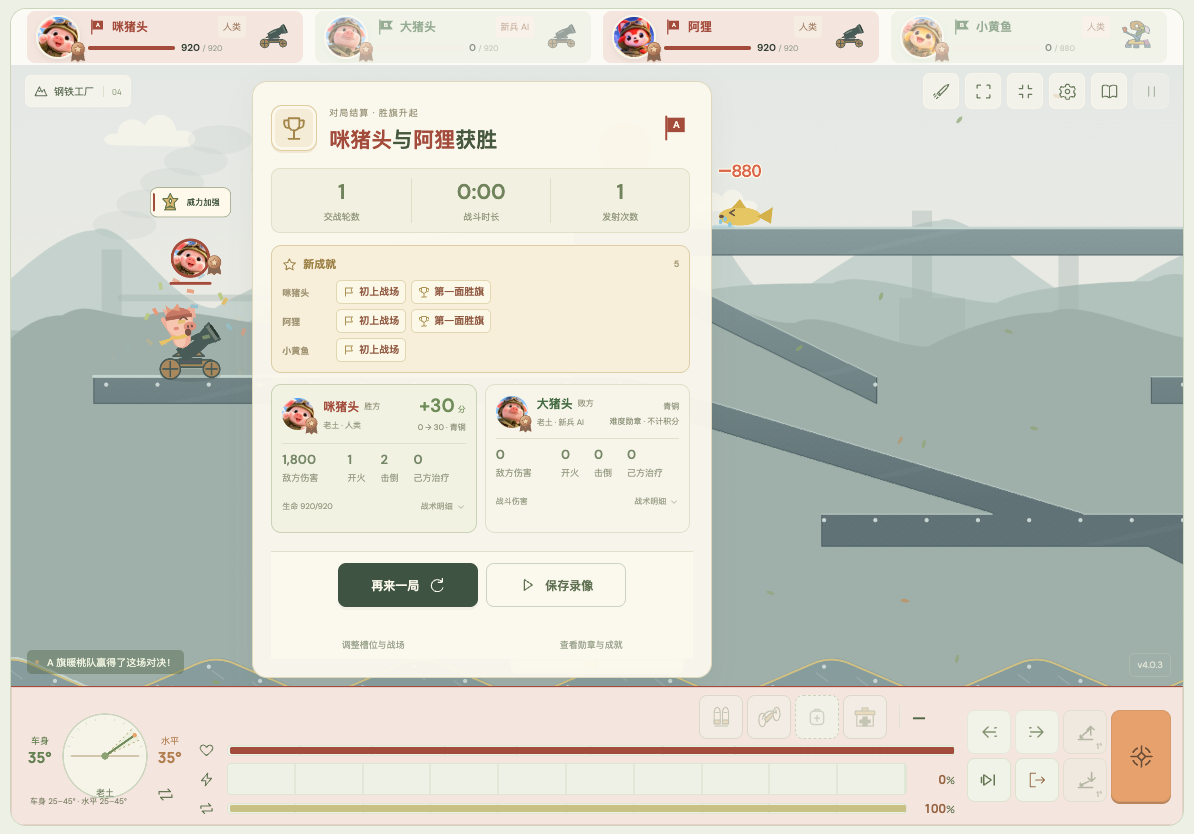 A 咪猪头 人类
920 / 920
B 大猪头 新兵 AI
0 / 920
A 阿狸 人类
920 / 920
B 小黄鱼 人类
0 / 880
钢铁工厂 04
威力加强
对局结算 · 胜旗升起
咪猪头与阿狸获胜
A
1 0:00 1
交战轮数 战斗时长 发射次数
新成就 5
咪猪头 初上战场 第一面胜旗
阿狸 初上战场 第一面胜旗
小黄鱼 初上战场
咪猪头 胜方 +30 分
老土 · 人类 0 → 30 · 青铜
1,800 1 2 0
敌方伤害 开火 击倒 己方治疗
生命 920/920 战术明细
大猪头 败方 青铜
老土 · 新兵 AI 难度勋章 · 不计积分
0 0 0 0
敌方伤害 开火 击倒 己方治疗
战斗伤害 战术明细
再来一局 保存录像
调整槽位与战场 查看勋章与成就
−880
A 旗暖桃队赢得了这场对决！
v4.0.3
车身 35°
水平 35°
老土
车身 25–45° · 水平 25–45°
0%
100%
1°
1°